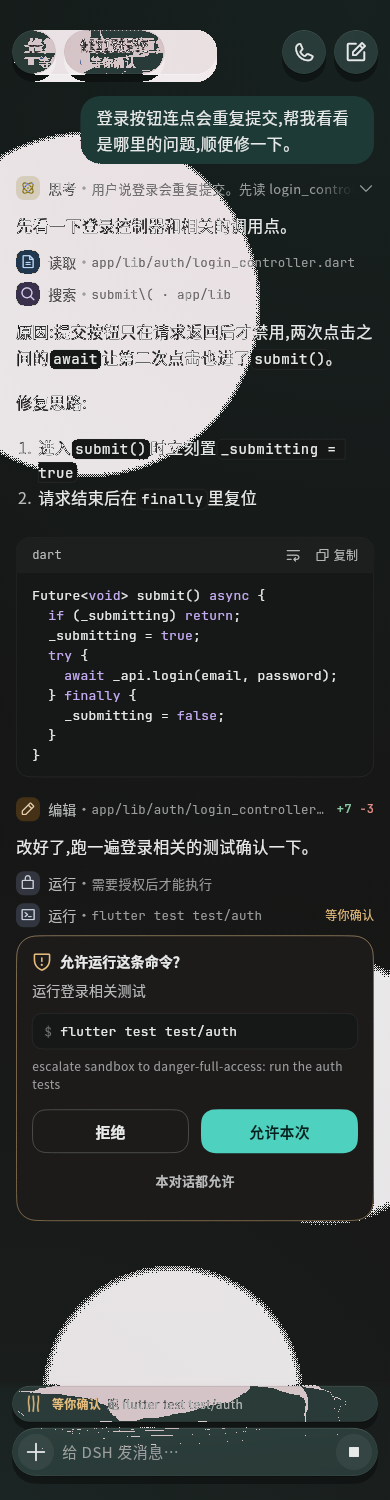 等你确认
登录按钮连点会重复提交,帮我看看
是哪里的问题,顺便修一下。
思考 • 用户说登录会重复提交。先读 login_contro
先看一下登录控制器和相关的调用点。
读取 • app/lib/auth/login_controller.dart
搜索 • submit\( · app/lib
原因:提交按钮只在请求返回后才禁用,两次点击之
间的 await 让第二次点击也进了 submit()。
修复思路:
1. 进入 submit() 时立刻置 _submitting =
true
2. 请求结束后在 finally 里复位
dart
复制
Future<void> submit() async {
  if (_submitting) return;
  _submitting = true;
  try {
    await _api.login(email, password);
  } finally {
    _submitting = false;
  }
}
编辑 • app/lib/auth/login_controller… +7 -3
改好了,跑一遍登录相关的测试确认一下。
运行 • 需要授权后才能执行
运行 • flutter test test/auth 等你确认
允许运行这条命令?
运行登录相关测试
$ flutter test test/auth
escalate sandbox to danger-full-access: run the auth
tests
拒绝 允许本次
本对话都允许
等你确认 跑 flutter test test/auth
给 DSH 发消息…